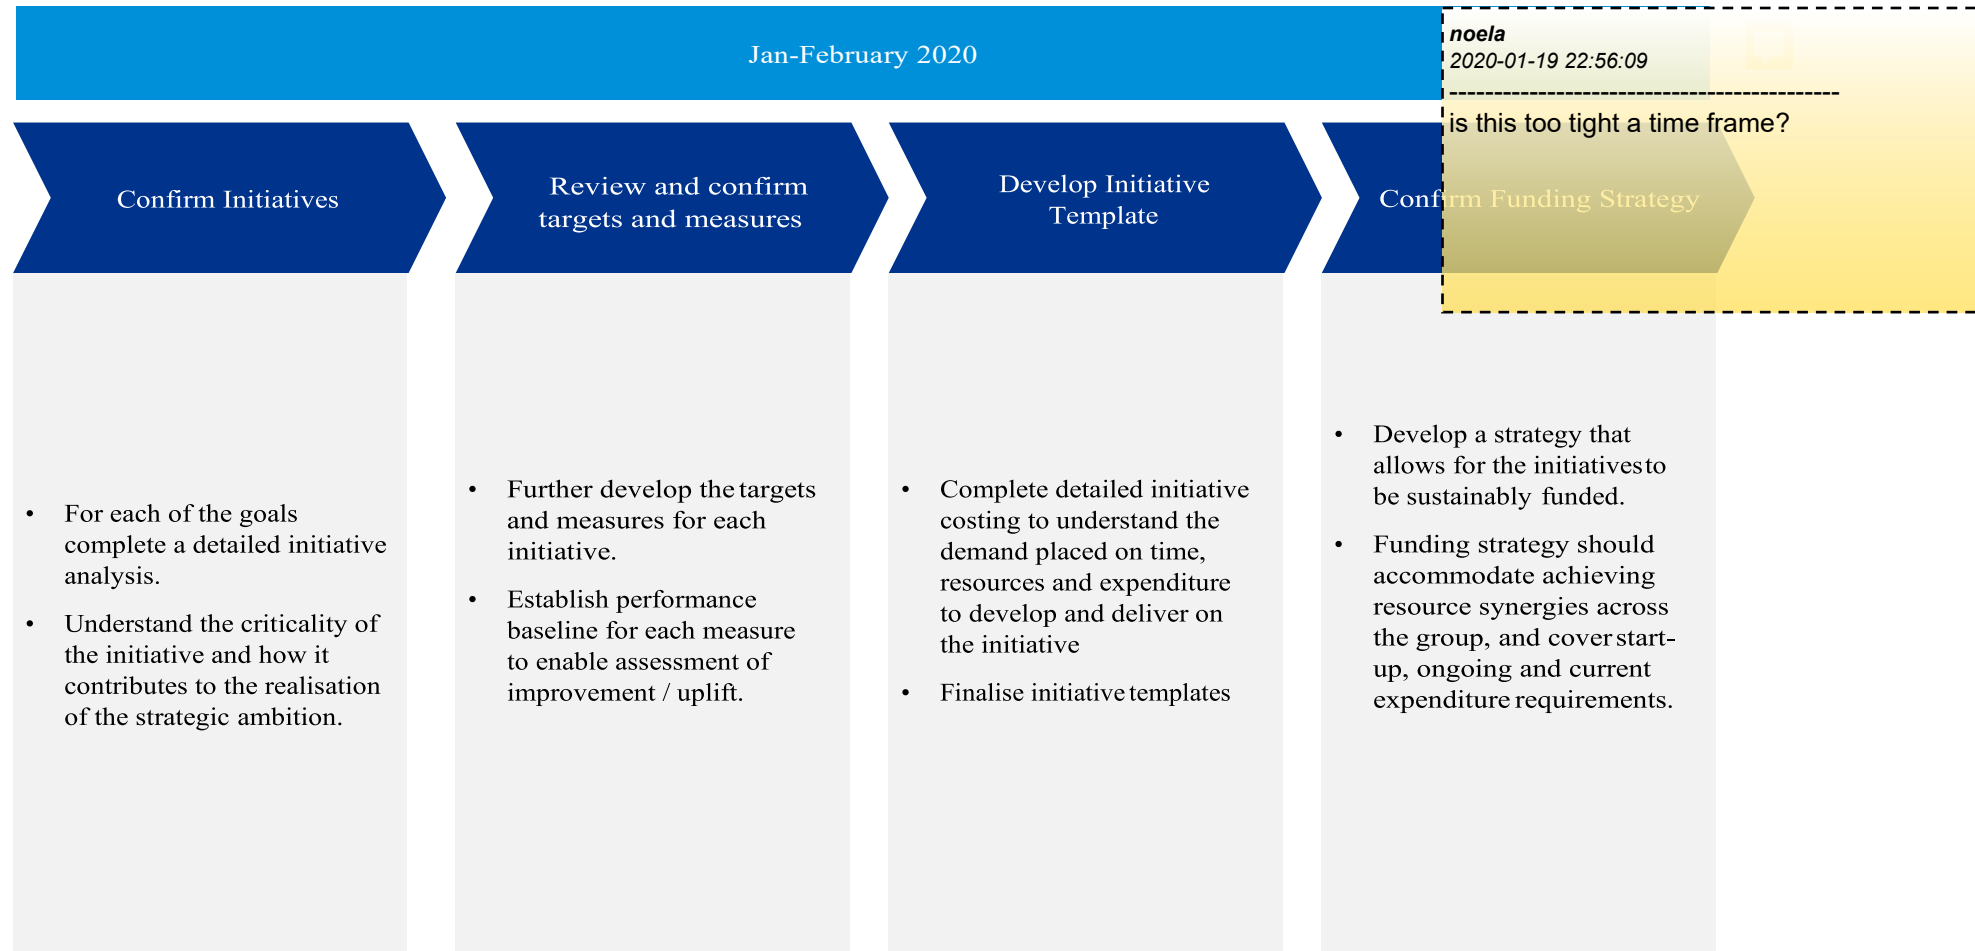 Jan-February 2020
noela
2020-01-19 22:56:09
-------------------------------------------
is this too tight a time frame?
Confirm Initiatives
Review and confirm
targets and measures
Develop Initiative
Template
Confirm Funding Strategy
• For each of the goals
complete a detailed initiative
analysis.
• Understand the criticality of
the initiative and how it
contributes to the realisation
of the strategic ambition.
• Further develop the targets
and measures for each
initiative.
• Establish performance
baseline for each measure
to enable assessment of
improvement / uplift.
• Complete detailed initiative
costing to understand the
demand placed on time,
resources and expenditure
to develop and deliver on
the initiative
• Finalise initiative templates
• Develop a strategy that
allows for the initiatives to
be sustainably funded.
• Funding strategy should
accommodate achieving
resource synergies across
the group, and cover start-
up, ongoing and current
expenditure requirements.